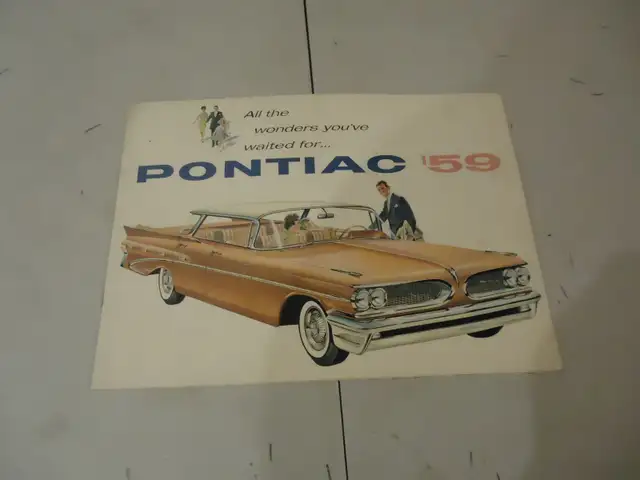 All the
wonders you've
waited for...
PONTIAC '59